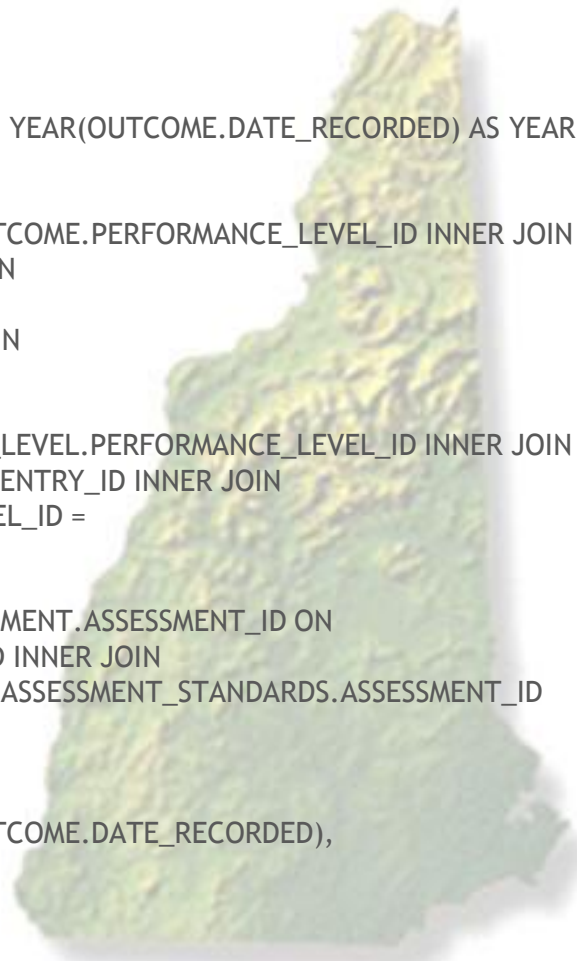 YEAR(OUTCOME.DATE_RECORDED) AS YEAR
TCOME.PERFORMANCE_LEVEL_ID INNER JOIN
N
N
LEVEL.PERFORMANCE_LEVEL_ID INNER JOIN
ENTRY_ID INNER JOIN
EL_ID =
MENT.ASSESSMENT_ID ON
D INNER JOIN
ASSESSMENT_STANDARDS.ASSESSMENT_ID
TCOME.DATE_RECORDED),